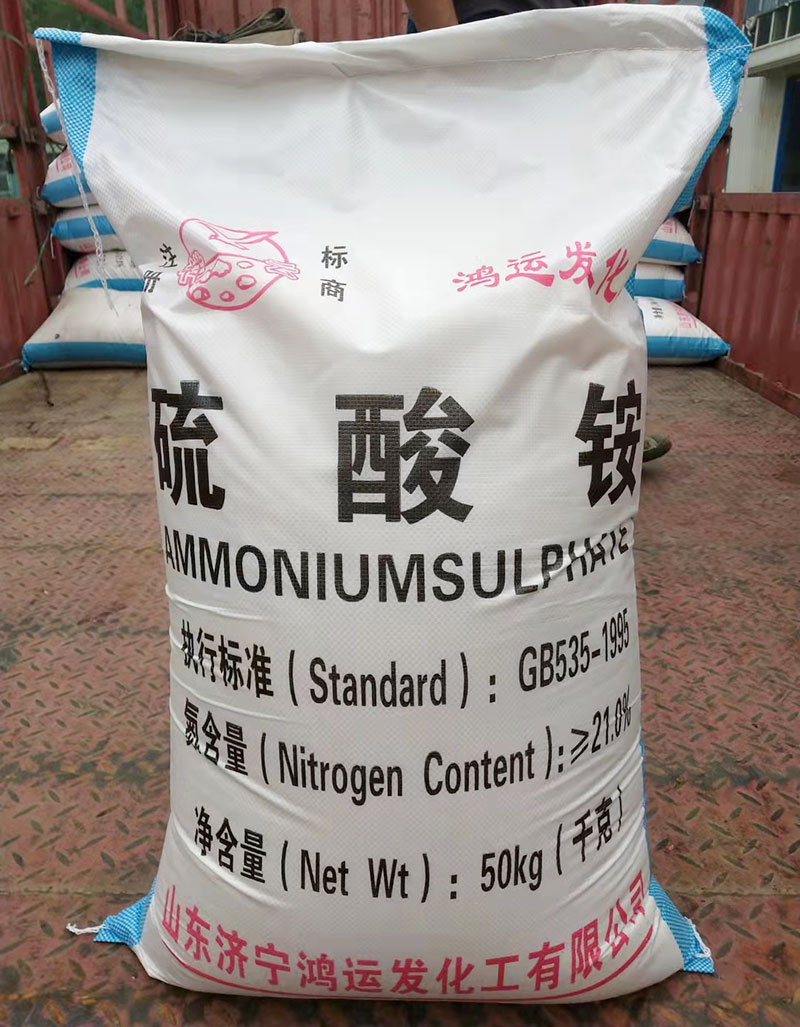 标
商
鸿运发化
硫酸铵
AMMONIUMSULPHATE
执行标准(Standard):GB535-1995
氮含量(Nitrogen Content):≥21.0%
净含量(Net Wt):50kg(千克)
山东济宁鸿运发化工有限公司